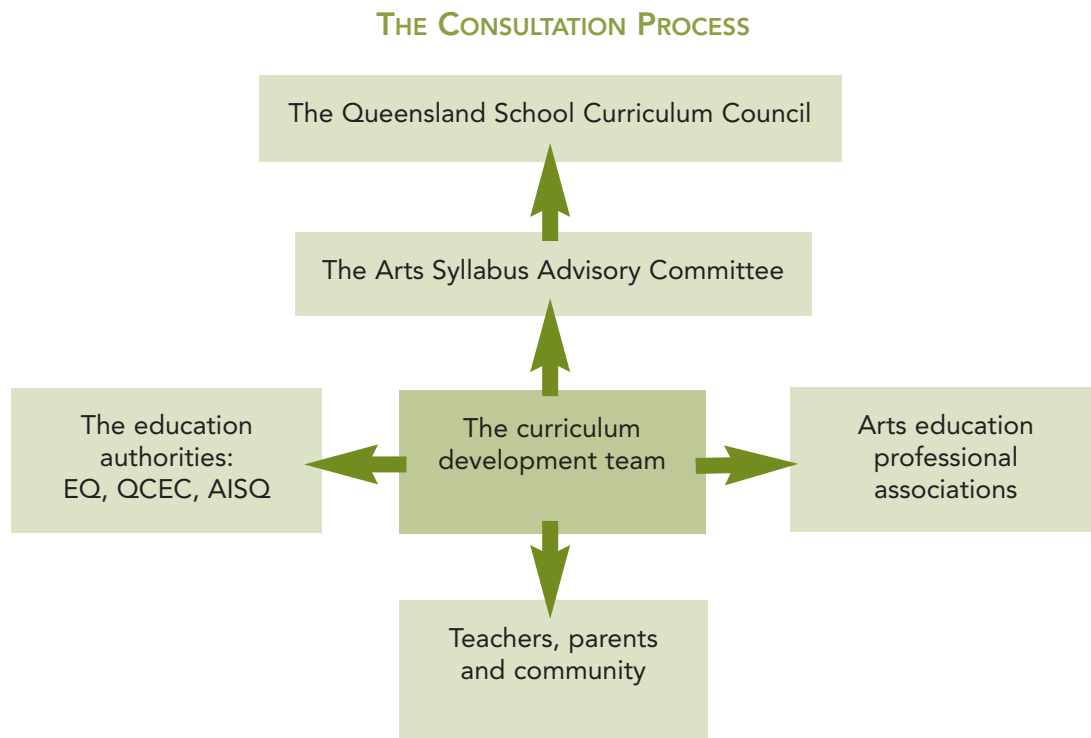 THE CONSULTATION PROCESS
The Queensland School Curriculum Council
The Arts Syllabus Advisory Committee
The education
authorities:
EQ, QCEC, AISQ
The curriculum
development team
Arts education
professional
associations
Teachers, parents
and community